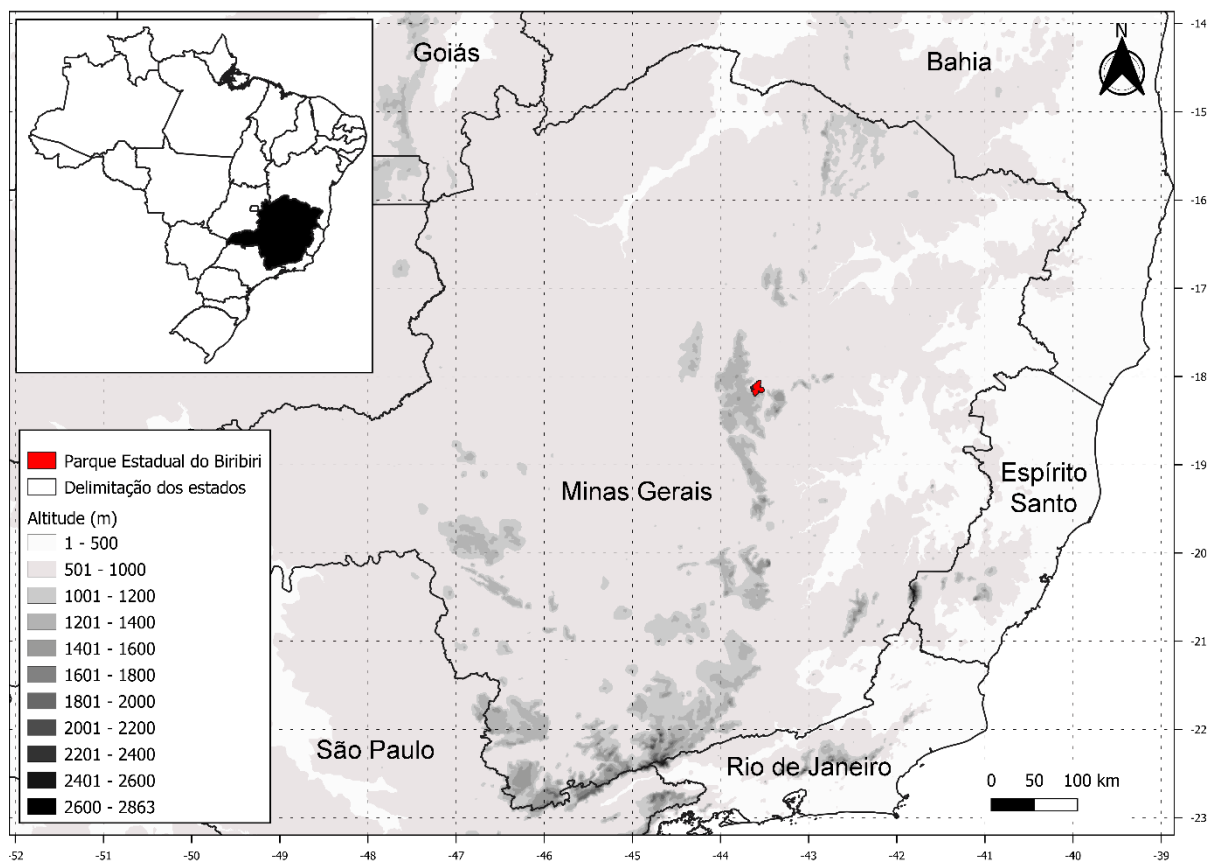 Goiás
Bahia
N
-14
-15
-16
-17
-18
-19
-20
-21
-22
-23
Minas Gerais
Espírito
Santo
São Paulo
Rio de Janeiro
Parque Estadual do Biribiri
Delimitação dos estados
Altitude (m)
1 - 500
501 - 1000
1001 - 1200
1201 - 1400
1401 - 1600
1601 - 1800
1801 - 2000
2001 - 2200
2201 - 2400
2401 - 2600
2600 - 2863
0 50 100 km
-52 -51 -50 -49 -48 -47 -46 -45 -44 -43 -42 -41 -40 -39